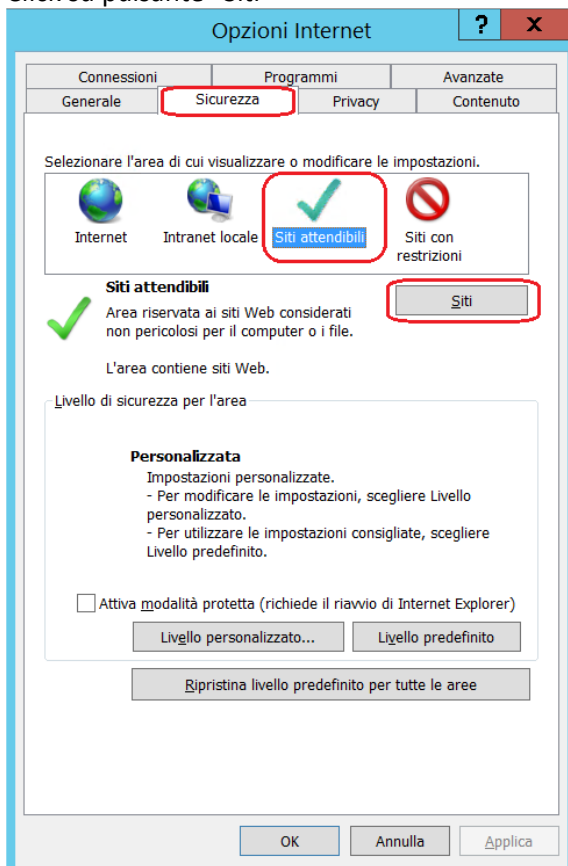 Opzioni Internet
?
X
Connessioni
Programmi
Avanzate
Generale
Sicurezza
Privacy
Contenuto
Selezionare l'area di cui visualizzare o modificare le impostazioni.
Internet
Intranet locale
Siti attendibili
Siti con
restrizioni
Siti attendibili
Area riservata ai siti Web considerati
non pericolosi per il computer o i file.
L'area contiene siti Web.
Siti
Livello di sicurezza per l'area
Personalizzata
Impostazioni personalizzate.
- Per modificare le impostazioni, scegliere Livello
personalizzato.
- Per utilizzare le impostazioni consigliate, scegliere
Livello predefinito.
Attiva modalità protetta (richiede il riavvio di Internet Explorer)
Livello personalizzato...
Livello predefinito
Ripristina livello predefinito per tutte le aree
OK
Annulla
Applica